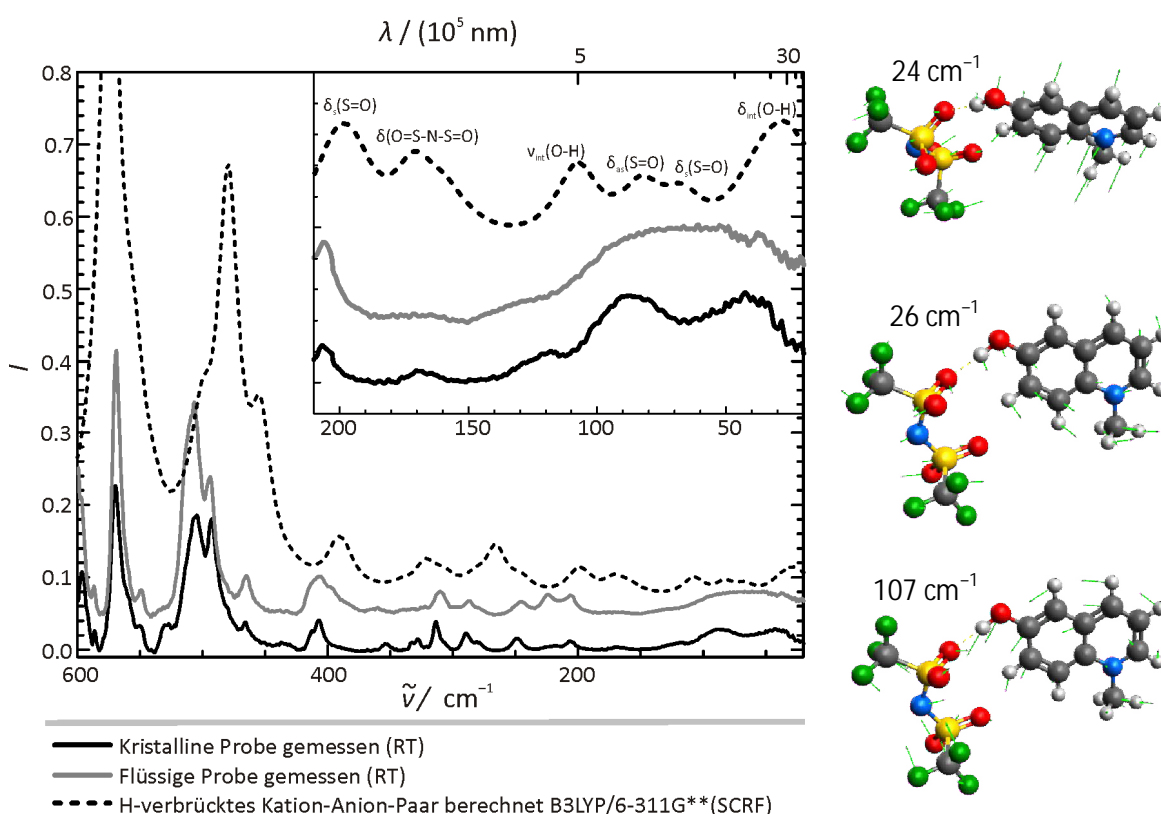 λ / (10⁵ nm)
5 30
0.8
0.7
0.6
0.5
0.4
0.3
0.2
0.1
0.0
I
δs(S=O)
δ(O=S-N-S=O)
νint(O-H)
δas(S=O)
δs(S=O)
δint(O-H)
200 150 100 50
600 400 200
ṽ / cm⁻¹
24 cm⁻¹
26 cm⁻¹
107 cm⁻¹
Kristalline Probe gemessen (RT)
Flüssige Probe gemessen (RT)
H-verbrücktes Kation-Anion-Paar berechnet B3LYP/6-311G**(SCRF)